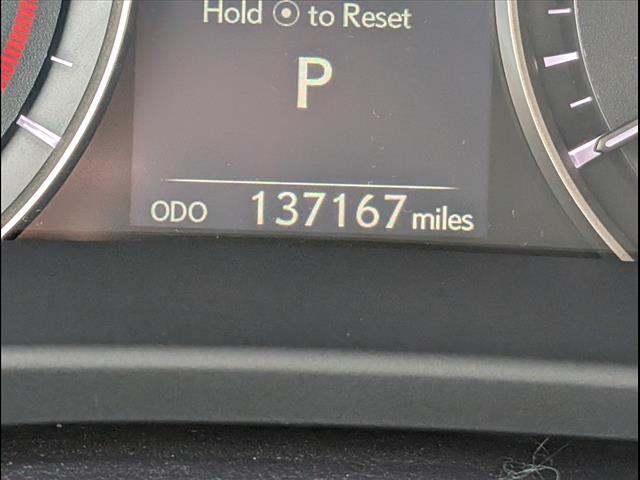 Hold ⊙ to Reset
P
ODO 137167 miles